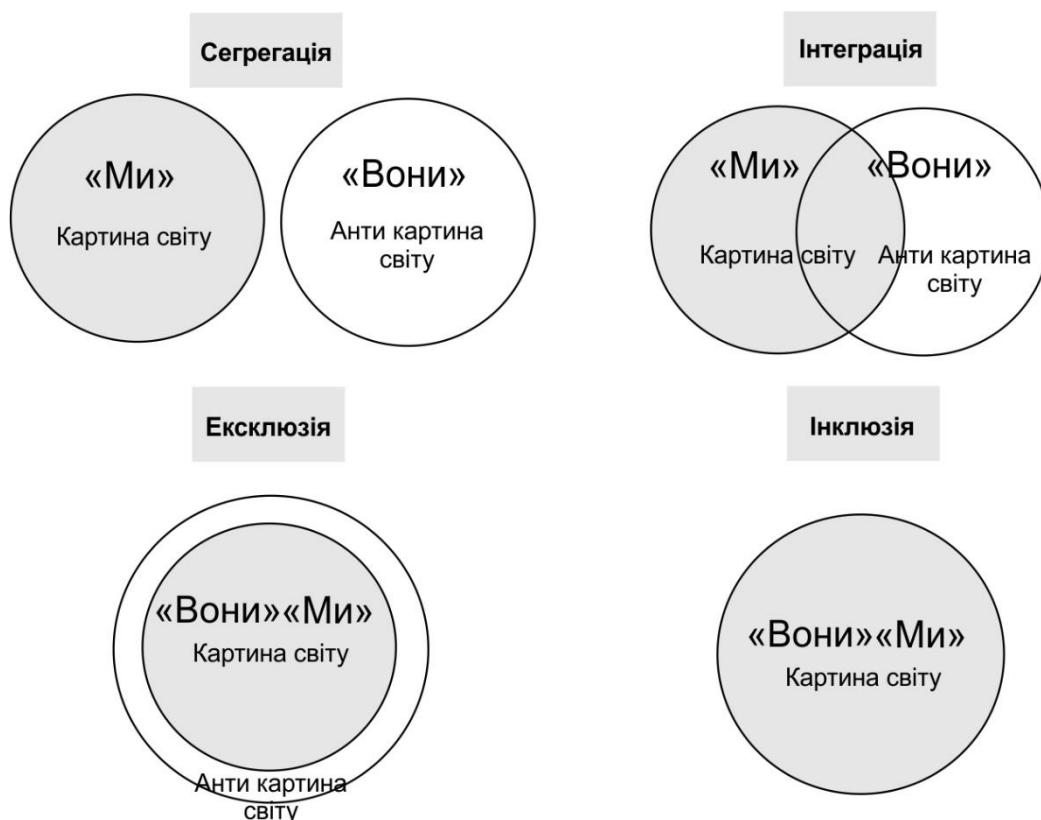 Сегрегація
«Ми»
Картина світу
«Вони»
Анти картина
світу
Інтеграція
«Ми»
Картина світу
«Вони»
Анти картина
світу
Ексклюзія
«Вони»«Ми»
Картина світу
Анти картина
світу
Інклюзія
«Вони»«Ми»
Картина світу